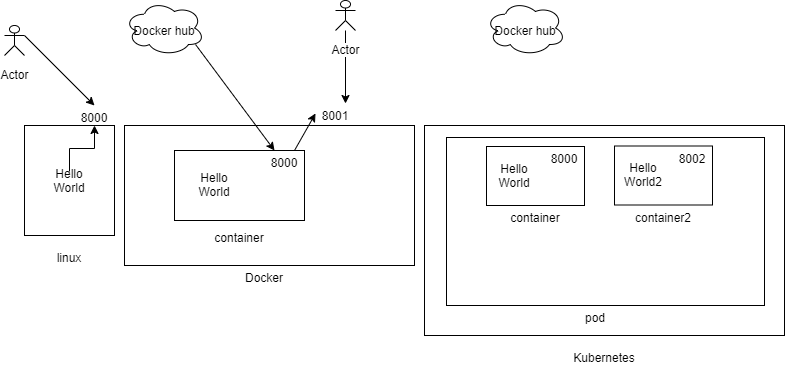 Docker hub
Docker hub
Actor
Actor
8000
8001
8000
8000
8002
Hello
World
Hello
World
Hello
World
Hello
World2
container
container
container2
linux
Docker
pod
Kubernetes